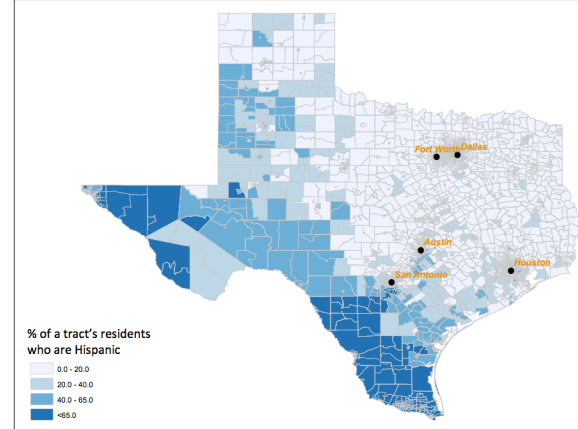 Fort Worth
Dallas
Austin
Houston
San Antonio
% of a tract's residents
who are Hispanic
0.0 - 20.0
20.0 - 40.0
40.0 - 65.0
<65.0